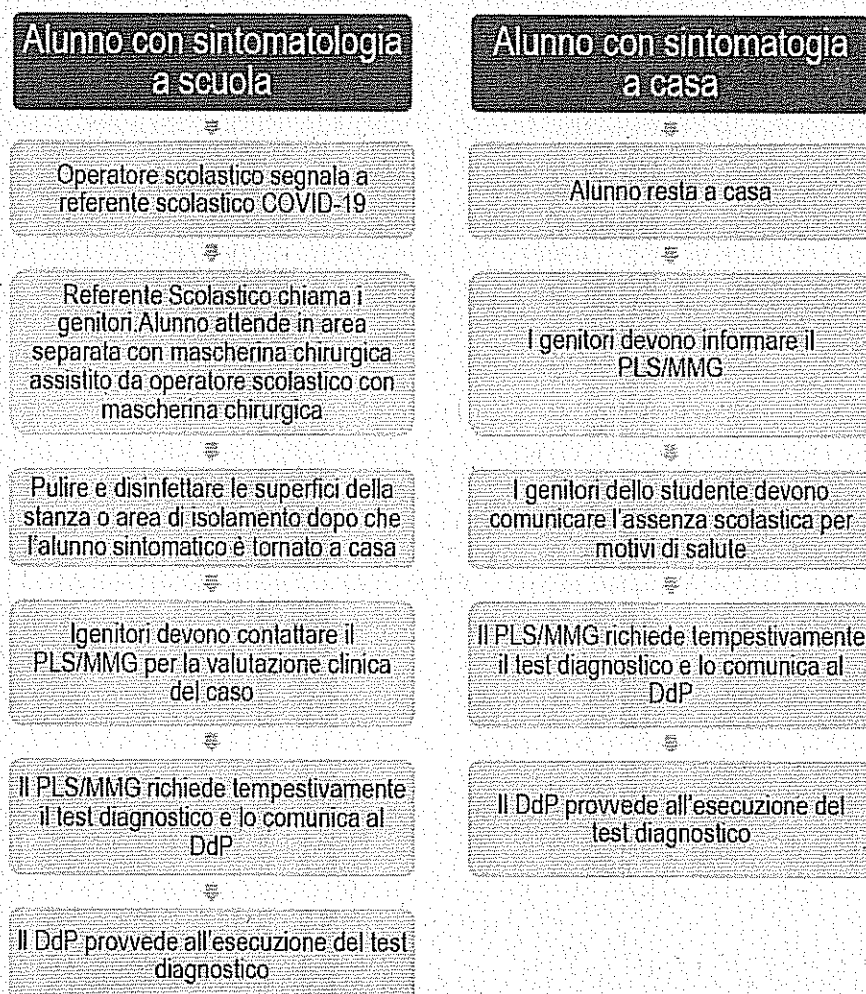 Alunno con sintomatologia
a scuola
Operatore scolastico segnala a
referente scolastico COVID-19
Referente Scolastico chiama i
genitori.Alunno attende in area
separata con mascherina chirurgica
assistito da operatore scolastico con
mascherina chirurgica
Pulire e disinfettare le superfici della
stanza o area di isolamento dopo che
l'alunno sintomatico è tornato a casa
Igenitori devono contattare il
PLS/MMG per la valutazione clinica
del caso
Il PLS/MMG richiede tempestivamente
il test diagnostico e lo comunica al
DdP
Il DdP provvede all'esecuzione del test
diagnostico
Alunno con sintomatogia
a casa
Alunno resta a casa
I genitori devono informare il
PLS/MMG
I genitori dello studente devono
comunicare l'assenza scolastica per
motivi di salute
Il PLS/MMG richiede tempestivamente
il test diagnostico e lo comunica al
DdP
Il DdP provvede all'esecuzione del
test diagnostico